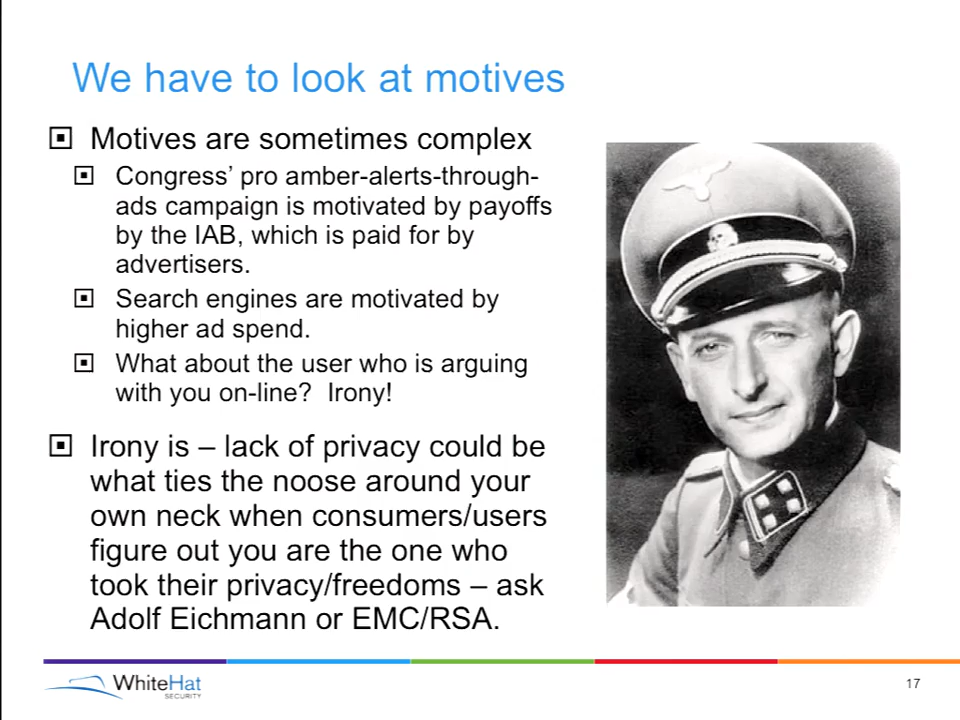 We have to look at motives
Motives are sometimes complex
Congress’ pro amber-alerts-through-
ads campaign is motivated by payoffs
by the IAB, which is paid for by
advertisers.
Search engines are motivated by
higher ad spend.
What about the user who is arguing
with you on-line?  Irony!
Irony is – lack of privacy could be
what ties the noose around your
own neck when consumers/users
figure out you are the one who
took their privacy/freedoms – ask
Adolf Eichmann or EMC/RSA.
WhiteHat
SECURITY
17